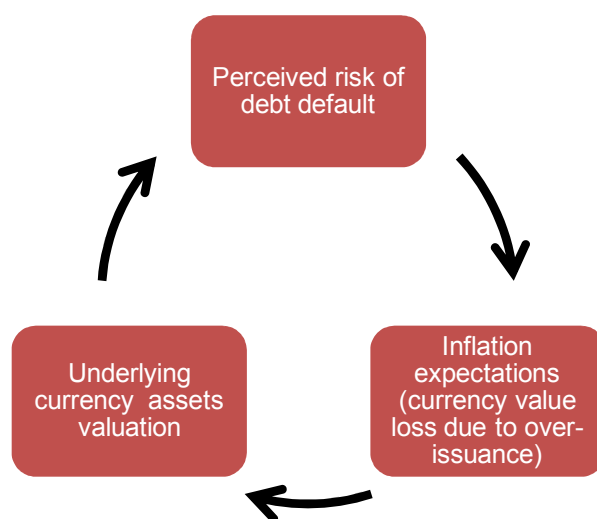 Perceived risk of
debt default
Inflation
expectations
(currency value
loss due to over-
issuance)
Underlying
currency assets
valuation